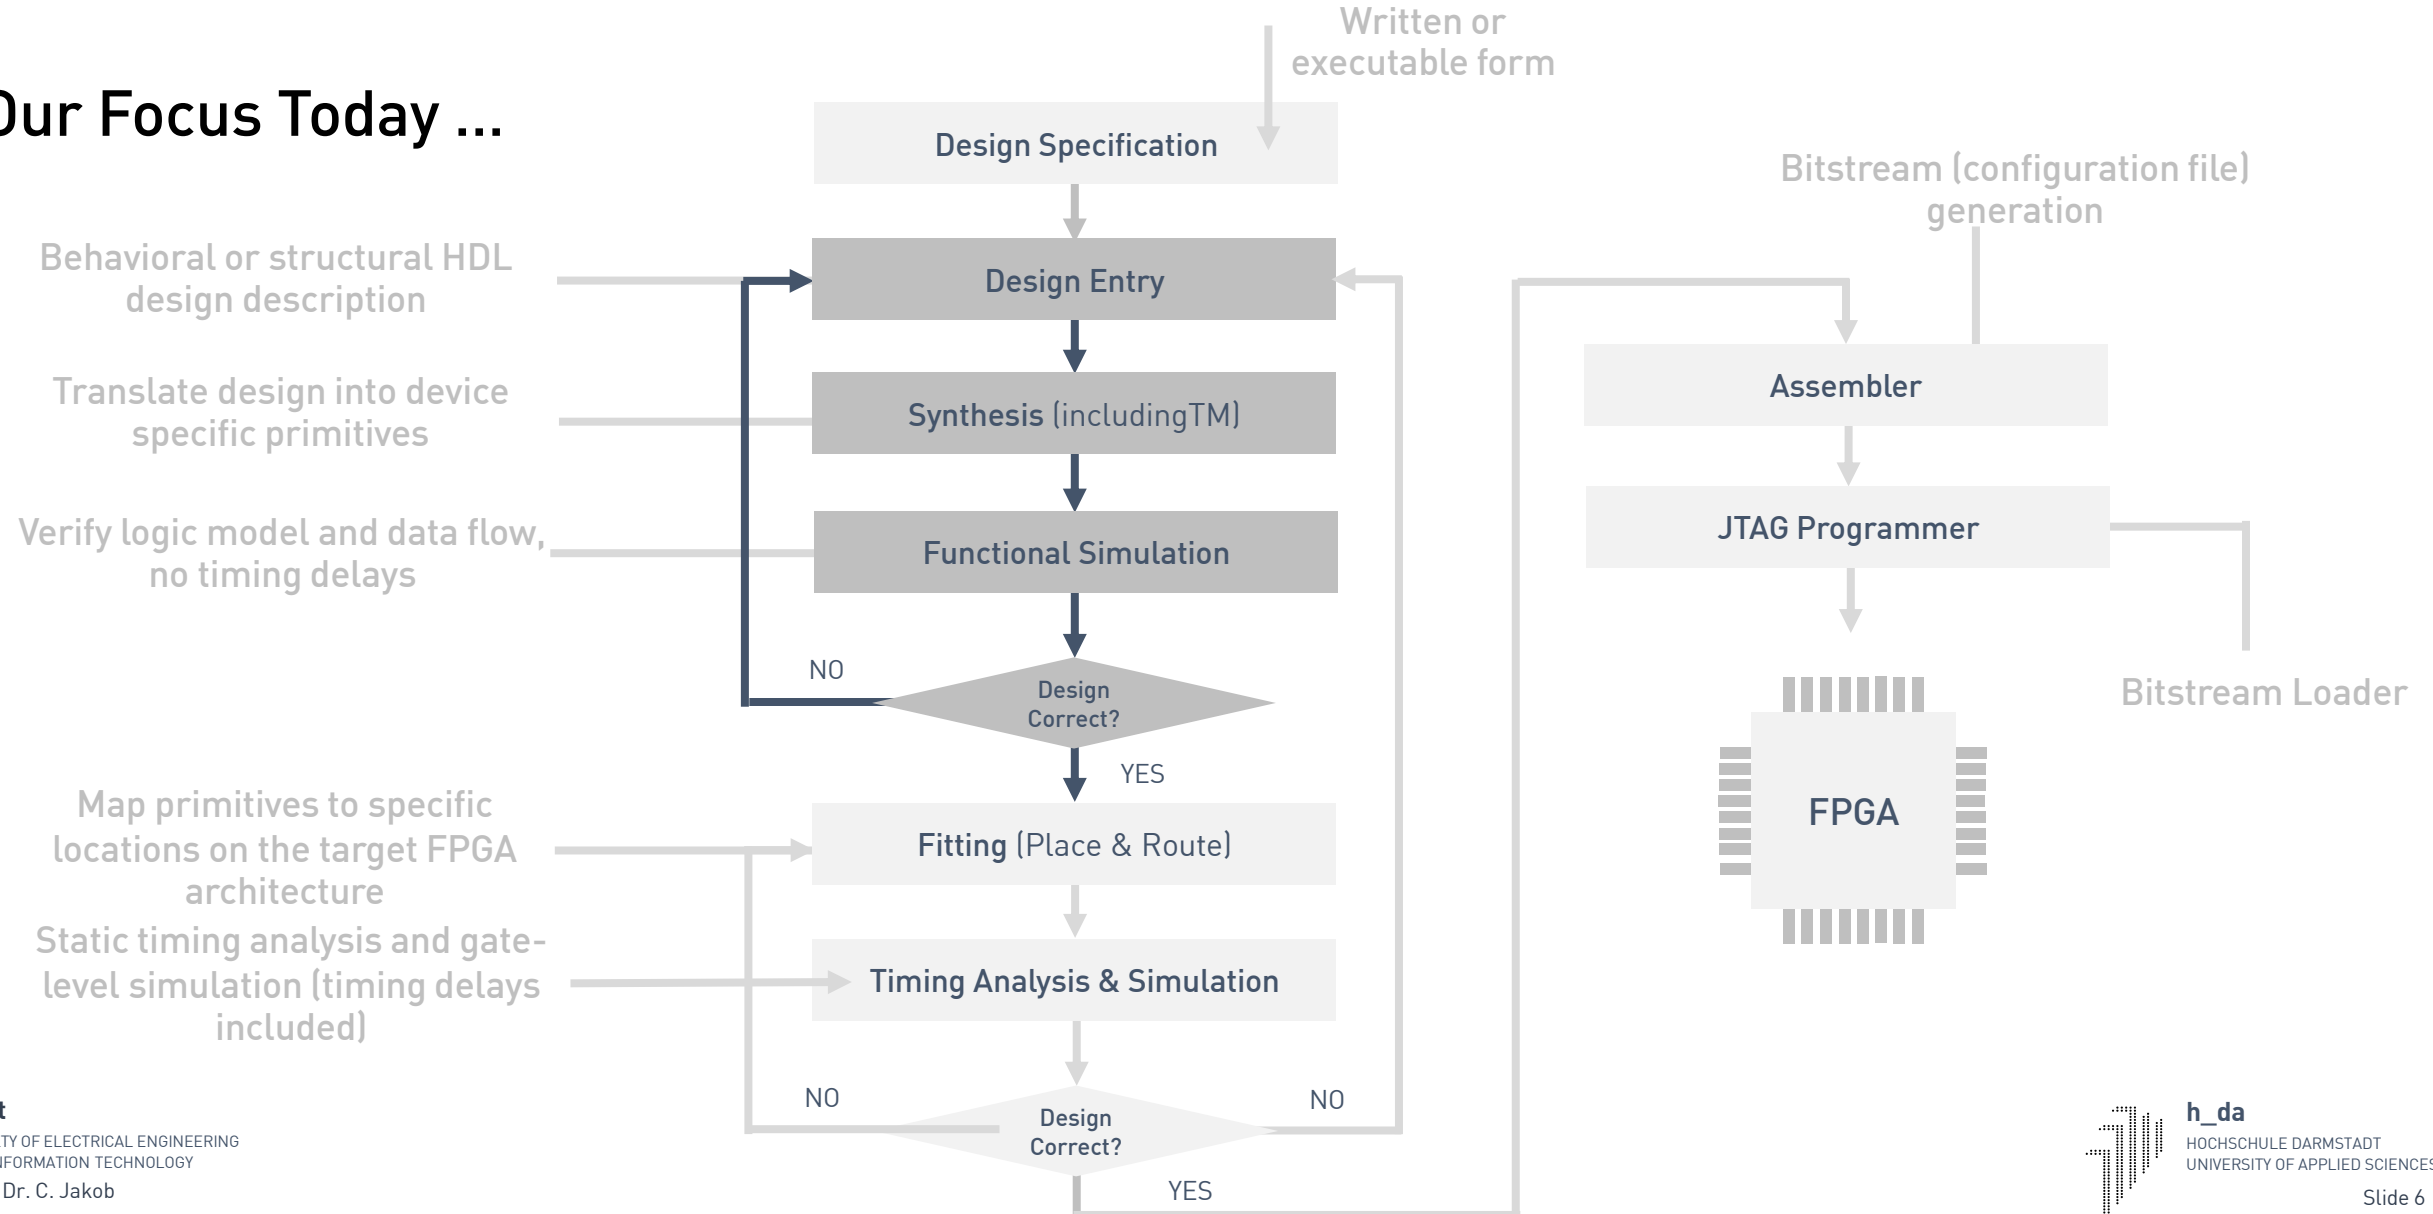 Our Focus Today ...
Written or
executable form
Design Specification
Behavioral or structural HDL
design description
Design Entry
Translate design into device
specific primitives
Synthesis (includingTM)
Verify logic model and data flow,
no timing delays
Functional Simulation
NO
Design
Correct?
YES
Map primitives to specific
locations on the target FPGA
architecture
Fitting (Place & Route)
Static timing analysis and gate-
level simulation (timing delays
included)
Timing Analysis & Simulation
NO
Design
Correct?
NO
YES
Bitstream (configuration file)
generation
Assembler
JTAG Programmer
Bitstream Loader
FPGA
OF ELECTRICAL ENGINEERING
TECHNOLOGY
Dr. C. Jakob
h_da
HOCHSCHULE DARMSTADT
UNIVERSITY OF APPLIED SCIENCES
Slide 6